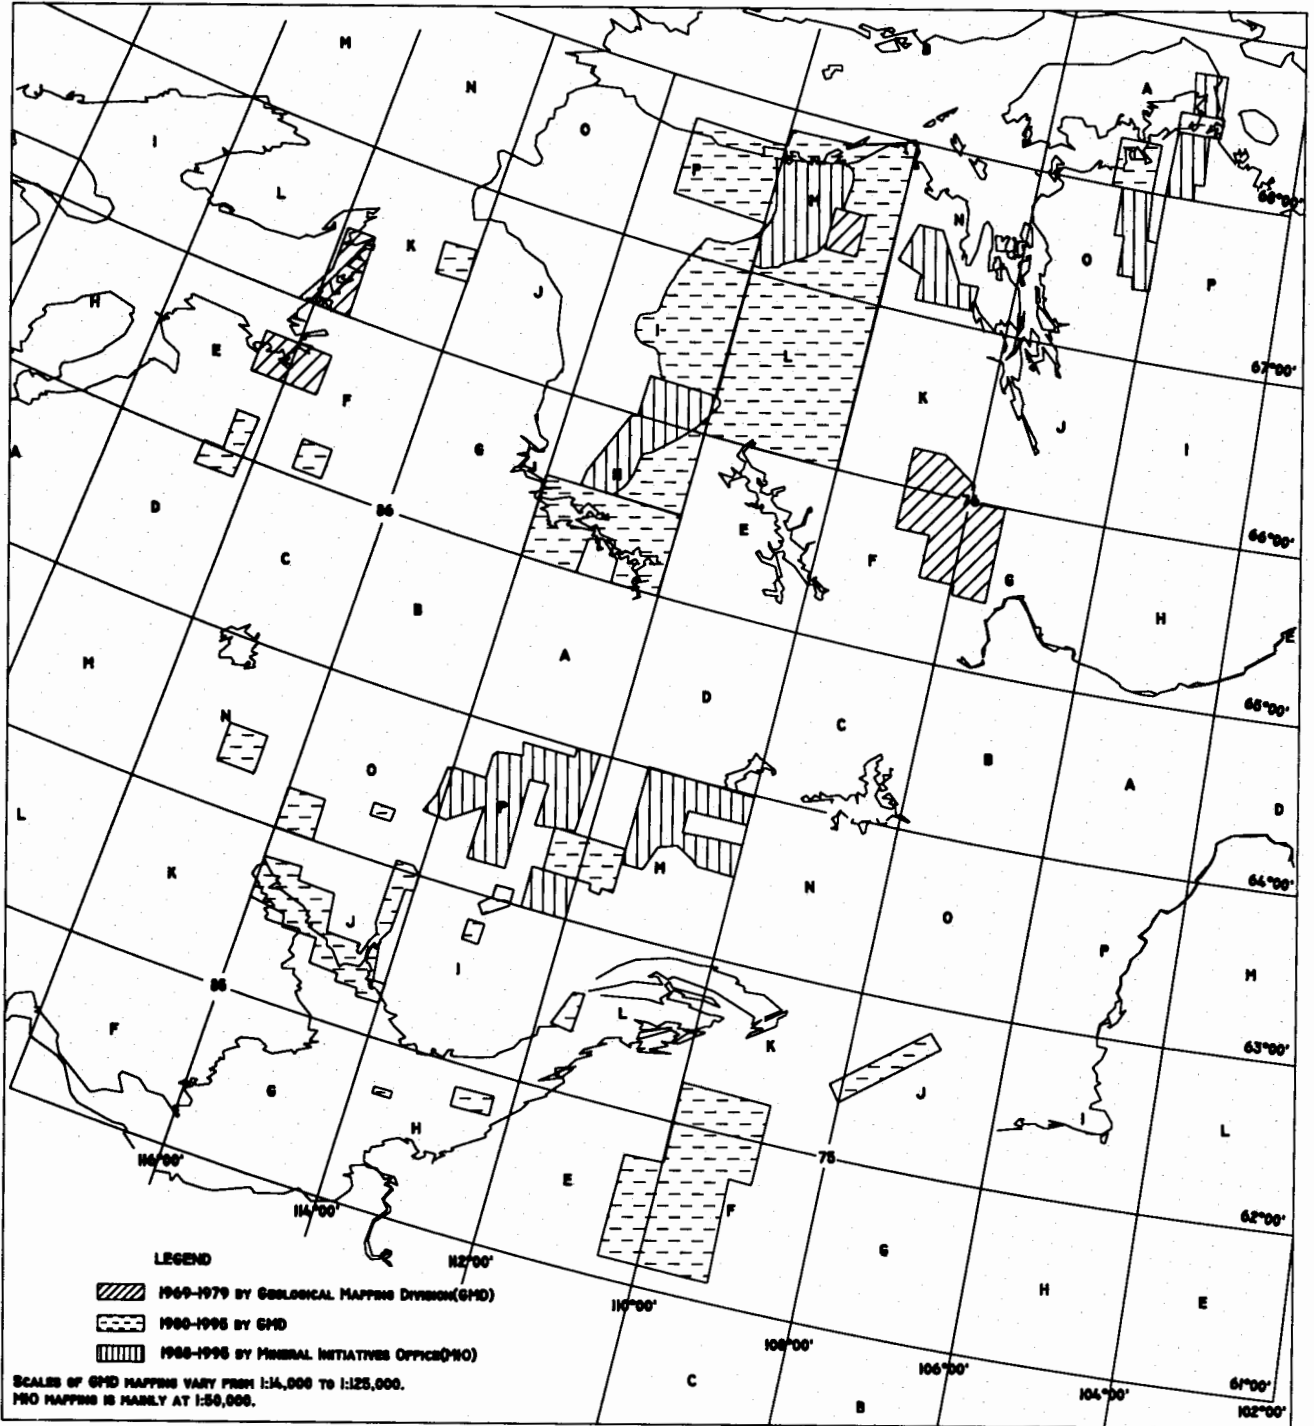 M
N
O
B
A
I
L
P
M
N
O
P
K
J
H
I
L
E
F
K
J
I
A
G
H
D
86
E
F
G
76
C
B
H
E
A
M
D
C
B
A
N
O
P
D
L
K
M
N
O
J
I
P
M
86
F
L
K
G
J
I
L
H
E
F
75
G
H
E
C
B
68°00'
67°00'
66°00'
65°00'
64°00'
63°00'
62°00'
61°00'
116°00'
114°00'
112°00'
110°00'
108°00'
106°00'
104°00'
102°00'
LEGEND
1969-1979 BY GEOLOGICAL MAPPING DIVISION(GMD)
1980-1995 BY GMD
1988-1995 BY MINERAL INITIATIVES OFFICE(MIO)
SCALES OF GMD MAPPING VARY FROM 1:14,000 TO 1:125,000.
MIO MAPPING IS MAINLY AT 1:50,000.